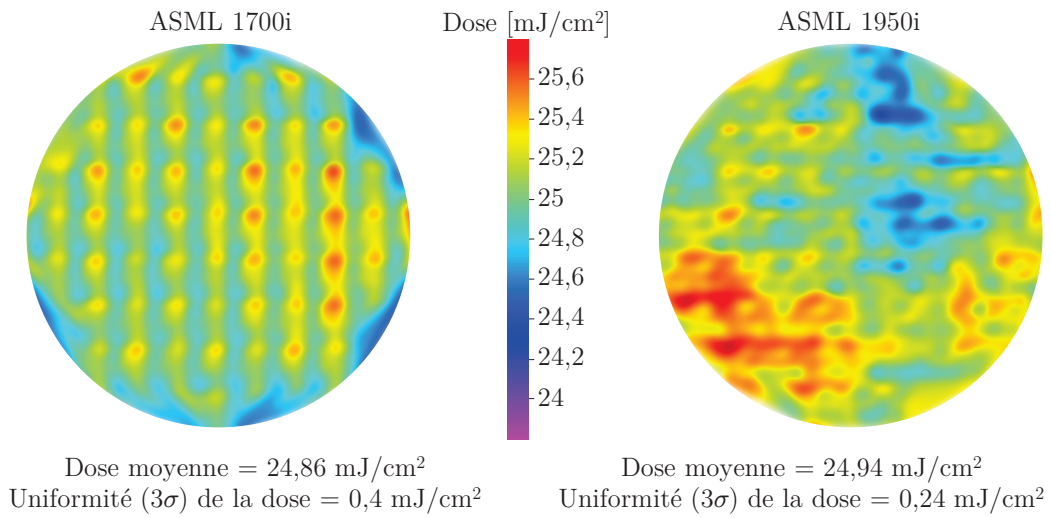 ASML 1700i
Dose [mJ/cm²]
ASML 1950i
25,6
25,4
25,2
25
24,8
24,6
24,4
24,2
24
Dose moyenne = 24,86 mJ/cm²
Uniformité (3σ) de la dose = 0,4 mJ/cm²
Dose moyenne = 24,94 mJ/cm²
Uniformité (3σ) de la dose = 0,24 mJ/cm²